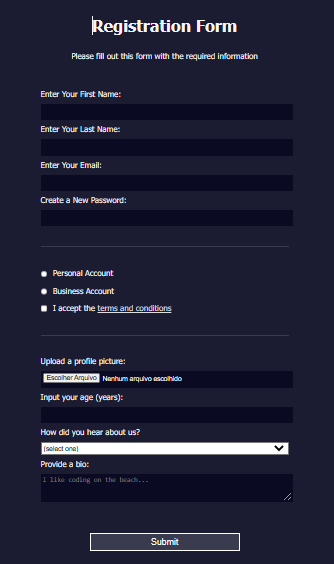 Registration Form
Please fill out this form with the required information
Enter Your First Name:
Enter Your Last Name:
Enter Your Email:
Create a New Password:
Personal Account
Business Account
I accept the terms and conditions
Upload a profile picture:
Escolher Arquivo Nenhum arquivo escolhido
Input your age (years):
How did you hear about us?
(select one)
Provide a bio:
I like coding on the beach...
Submit